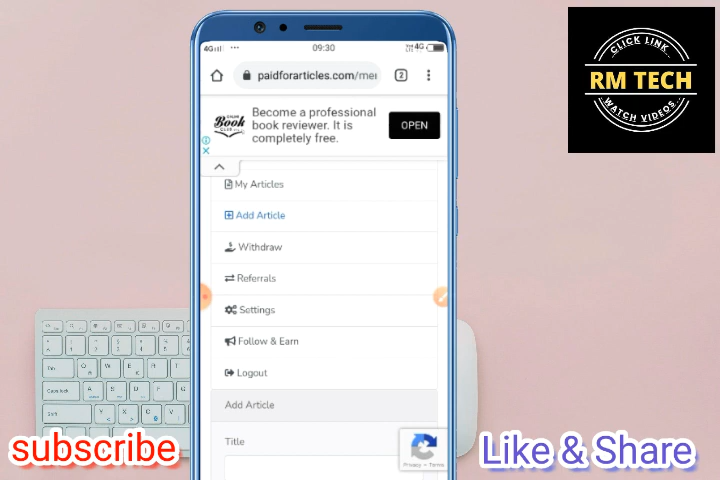 CLICK LINK
RM TECH
WATCH VIDEOS
4G
09:30
4G
paidforarticles.com/mer
2
Book
Become a professional
book reviewer. It is
completely free.
OPEN
My Articles
Add Article
Withdraw
Referrals
Settings
Follow & Earn
Logout
Add Article
Title
Privacy - Terms
subscribe
Like & Share